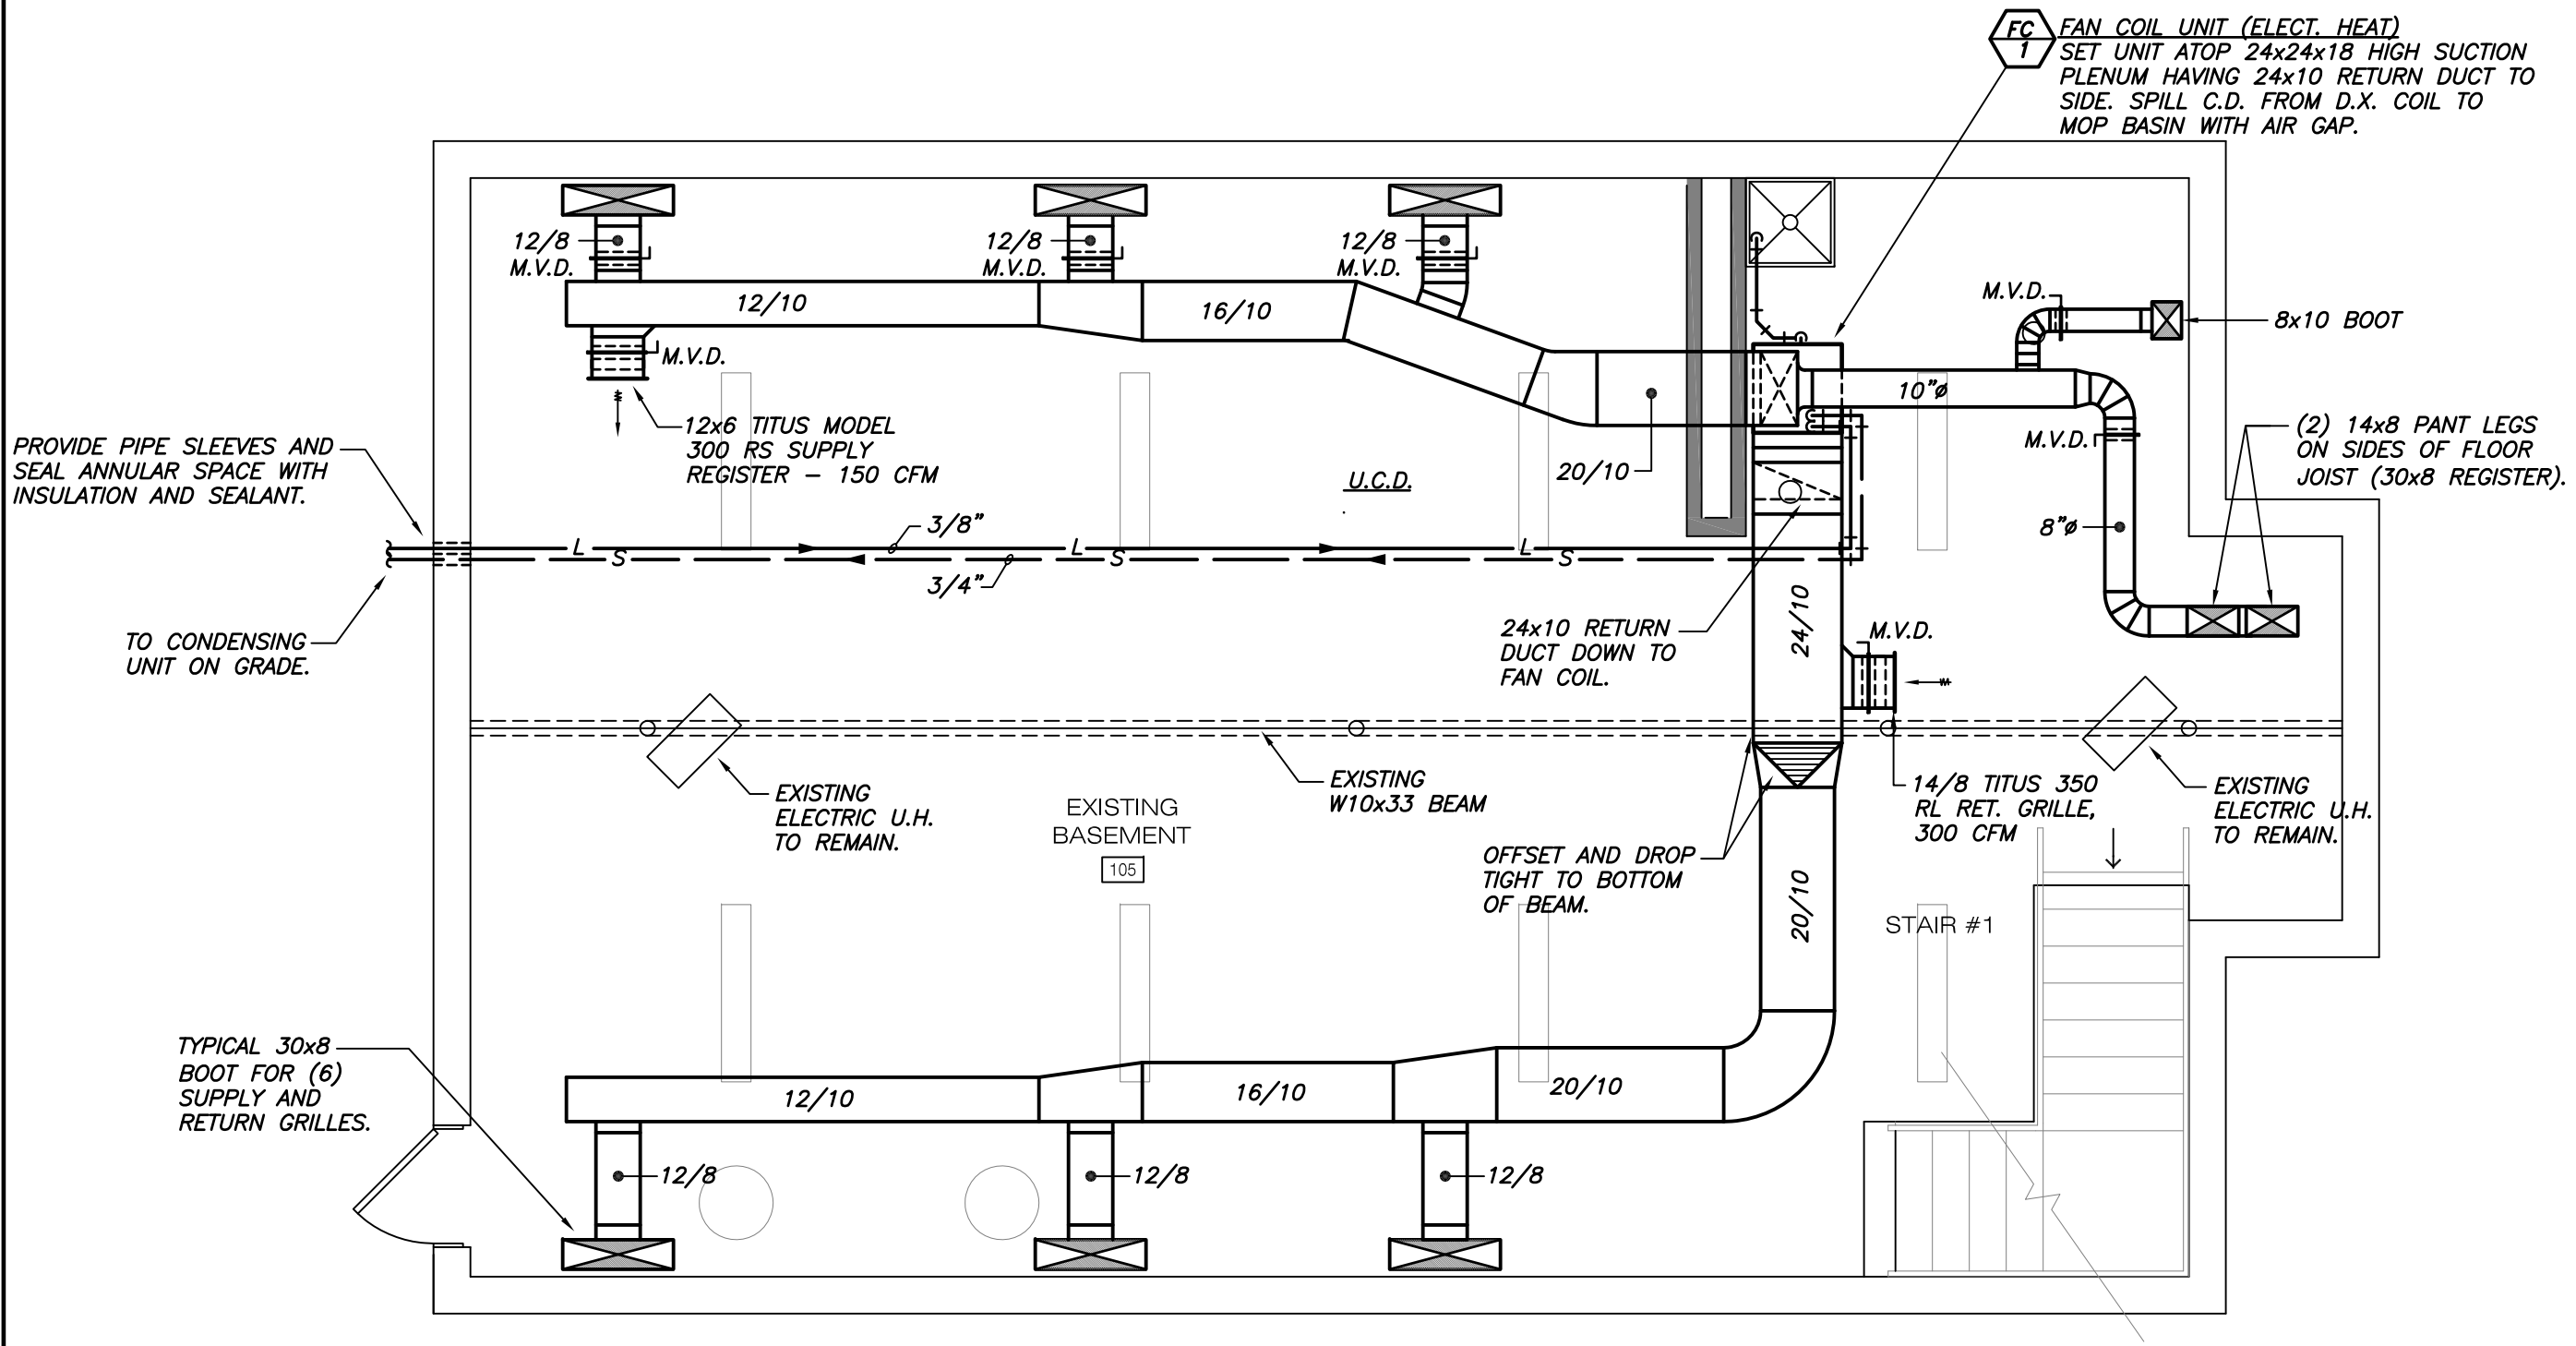 FC
1
FAN COIL UNIT (ELECT. HEAT)
SET UNIT ATOP 24x24x18 HIGH SUCTION
PLENUM HAVING 24x10 RETURN DUCT TO
SIDE. SPILL C.D. FROM D.X. COIL TO
MOP BASIN WITH AIR GAP.
12/8
M.V.D.
12/8
M.V.D.
12/8
M.V.D.
12/10
16/10
M.V.D.
8x10 BOOT
M.V.D.
10"ø
12x6 TITUS MODEL
300 RS SUPPLY
REGISTER – 150 CFM
PROVIDE PIPE SLEEVES AND
SEAL ANNULAR SPACE WITH
INSULATION AND SEALANT.
U.C.D.
20/10
M.V.D.
(2) 14x8 PANT LEGS
ON SIDES OF FLOOR
JOIST (30x8 REGISTER).
8"ø
3/8"
L
L
L
S
S
S
3/4"
TO CONDENSING
UNIT ON GRADE.
24x10 RETURN
DUCT DOWN TO
FAN COIL.
24/10
M.V.D.
EXISTING
ELECTRIC U.H.
TO REMAIN.
EXISTING
BASEMENT
105
EXISTING
W10x33 BEAM
14/8 TITUS 350
RL RET. GRILLE,
300 CFM
EXISTING
ELECTRIC U.H.
TO REMAIN.
OFFSET AND DROP
TIGHT TO BOTTOM
OF BEAM.
20/10
STAIR #1
TYPICAL 30x8
BOOT FOR (6)
SUPPLY AND
RETURN GRILLES.
12/10
16/10
20/10
12/8
12/8
12/8